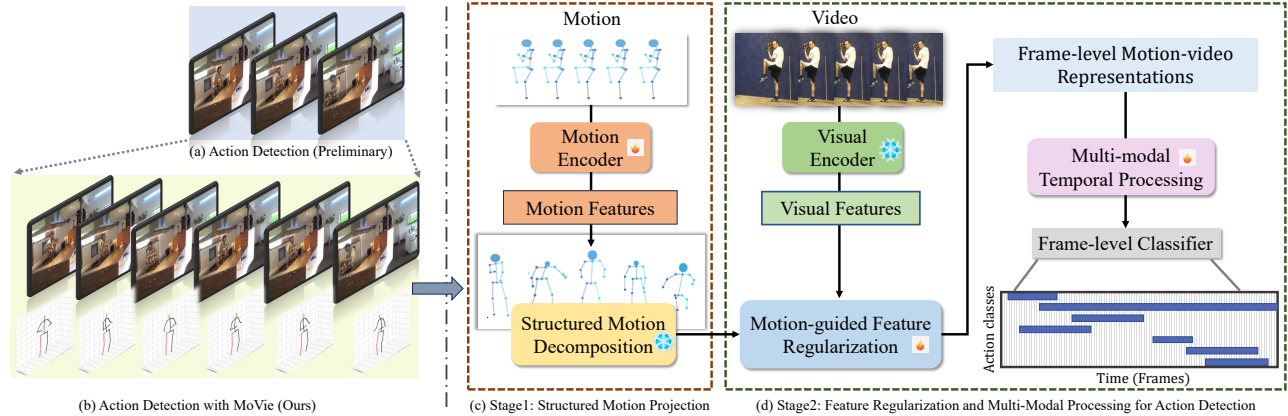 (a) Action Detection (Preliminary)
(b) Action Detection with MoVie (Ours)
Motion
Motion
Encoder
Motion Features
Structured Motion
Decomposition
(c) Stage1: Structured Motion Projection
Video
Visual
Encoder
Visual Features
Motion-guided Feature
Regularization
Frame-level Motion-video
Representations
Multi-modal
Temporal Processing
Frame-level Classifier
Action classes
Time (Frames)
(d) Stage2: Feature Regularization and Multi-Modal Processing for Action Detection